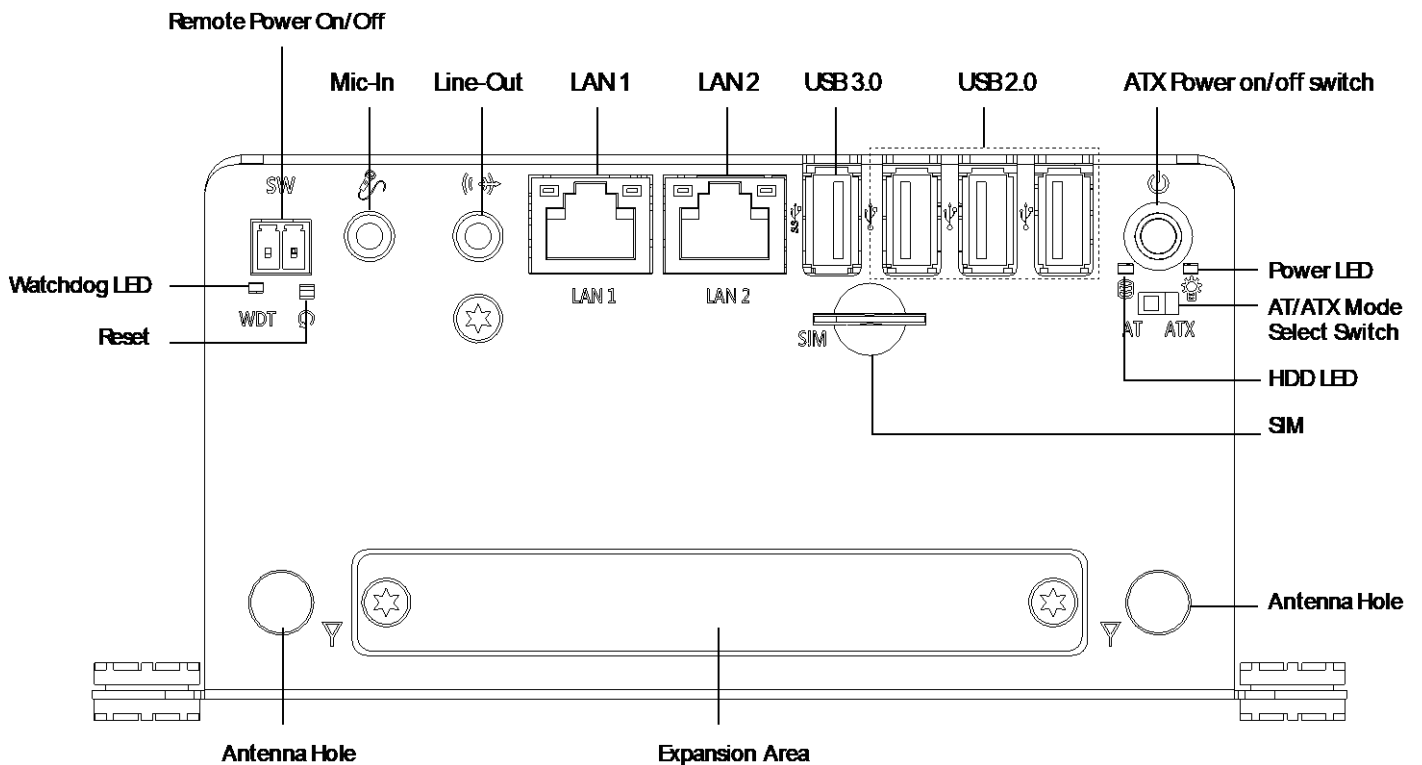 Remote Power On/Off
Mic-In
Line-Out
LAN 1
LAN 2
USB 3.0
USB 2.0
ATX Power on/off switch
SW
SS
Watchdog LED
WDT
Reset
LAN 1
LAN 2
SIM
AT
ATX
Power LED
AT/ATX Mode
Select Switch
HDD LED
SIM
Antenna Hole
Antenna Hole
Expansion Area